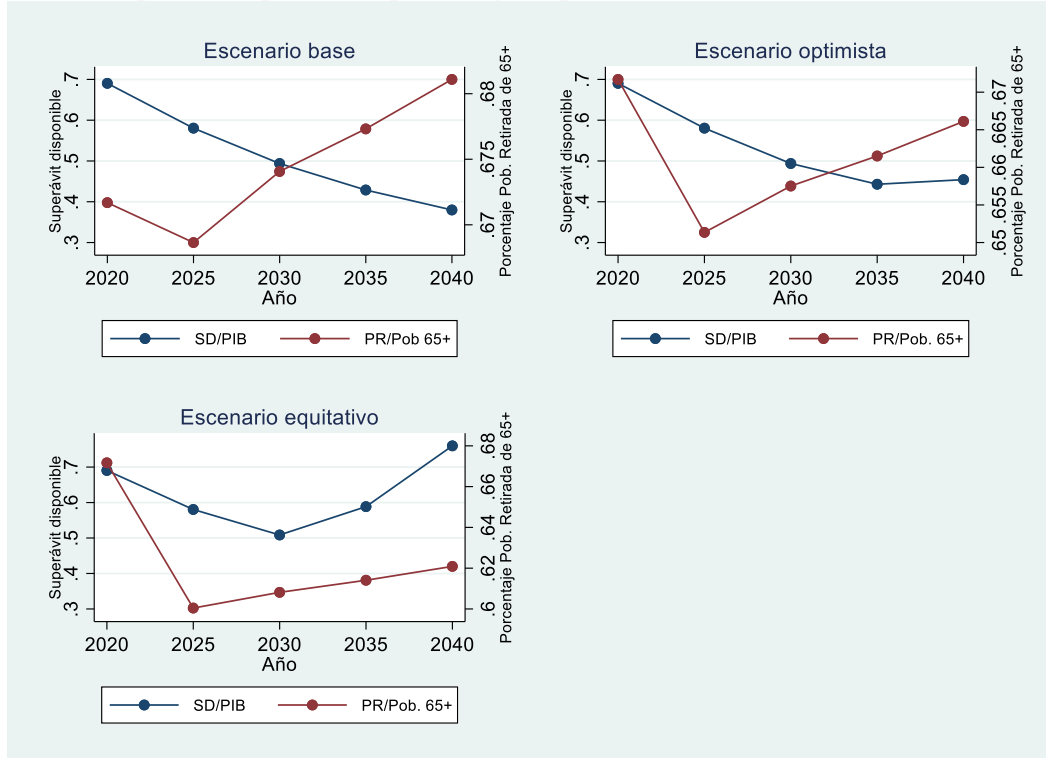 Escenario base
Superávit disponible
.7
.6
.5
.4
.3
.68
.675
.67
Porcentaje Pob. Retirada de 65+
2020 2025 2030 2035 2040
Año
SD/PIB PR/Pob 65+
Escenario optimista
Superávit disponible
.7
.6
.5
.4
.3
.67
.665
.66
.655
.65
Porcentaje Pob. Retirada de 65+
2020 2025 2030 2035 2040
Año
SD/PIB PR/Pob. 65+
Escenario equitativo
Superávit disponible
.7
.6
.5
.4
.3
.68
.66
.64
.62
.6
Porcentaje Pob. Retirada de 65+
2020 2025 2030 2035 2040
Año
SD/PIB PR/Pob. 65+